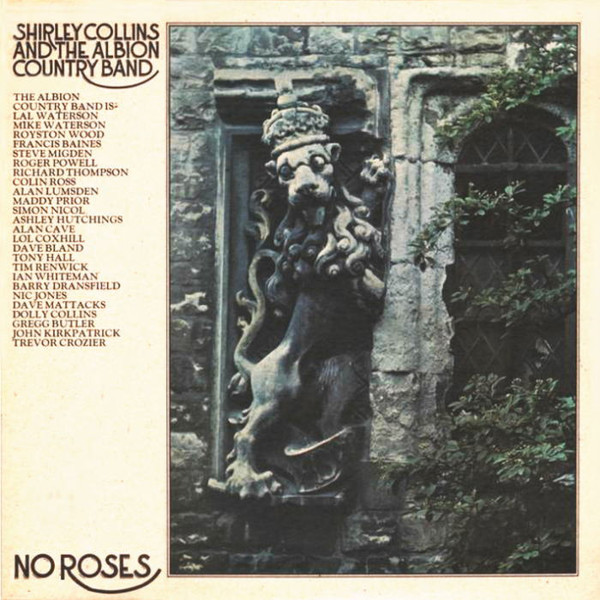 SHIRLEY COLLINS
AND THE ALBION
COUNTRY BAND
THE ALBION
COUNTRY BAND IS:-
LAL WATERSON
MIKE WATERSON
ROYSTON WOOD
FRANCIS BAINES
STEVE MIGDEN
ROGER POWELL
RICHARD THOMPSON
COLIN ROSS
ALAN LUMSDEN
MADDY PRIOR
SIMON NICOL
ASHLEY HUTCHINGS
ALAN CAVE
LOL COXHILL
DAVE BLAND
TONY HALL
TIM RENWICK
IAN WHITEMAN
BARRY DRANSFIELD
NIC JONES
DAVE MATTACKS
DOLLY COLLINS
GREGG BUTLER
JOHN KIRKPATRICK
TREVOR CROZIER
NO ROSES